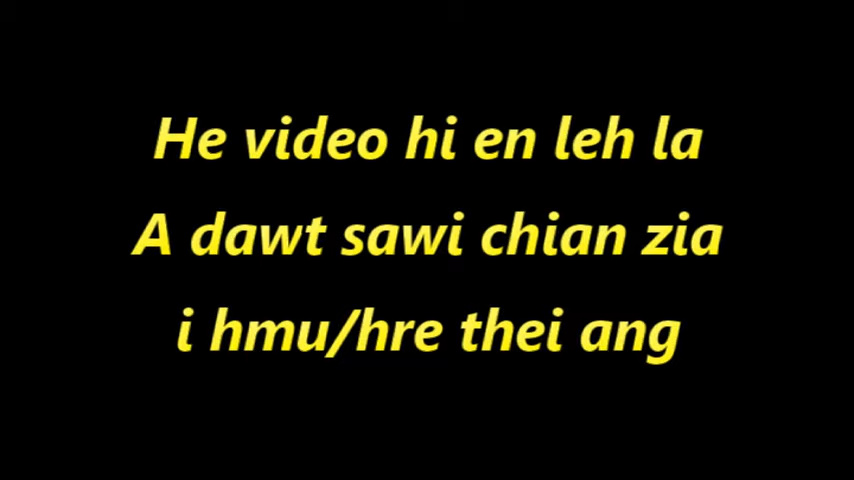 He video hi en leh la
A dawt sawi chian zia
i hmu/hre thei ang